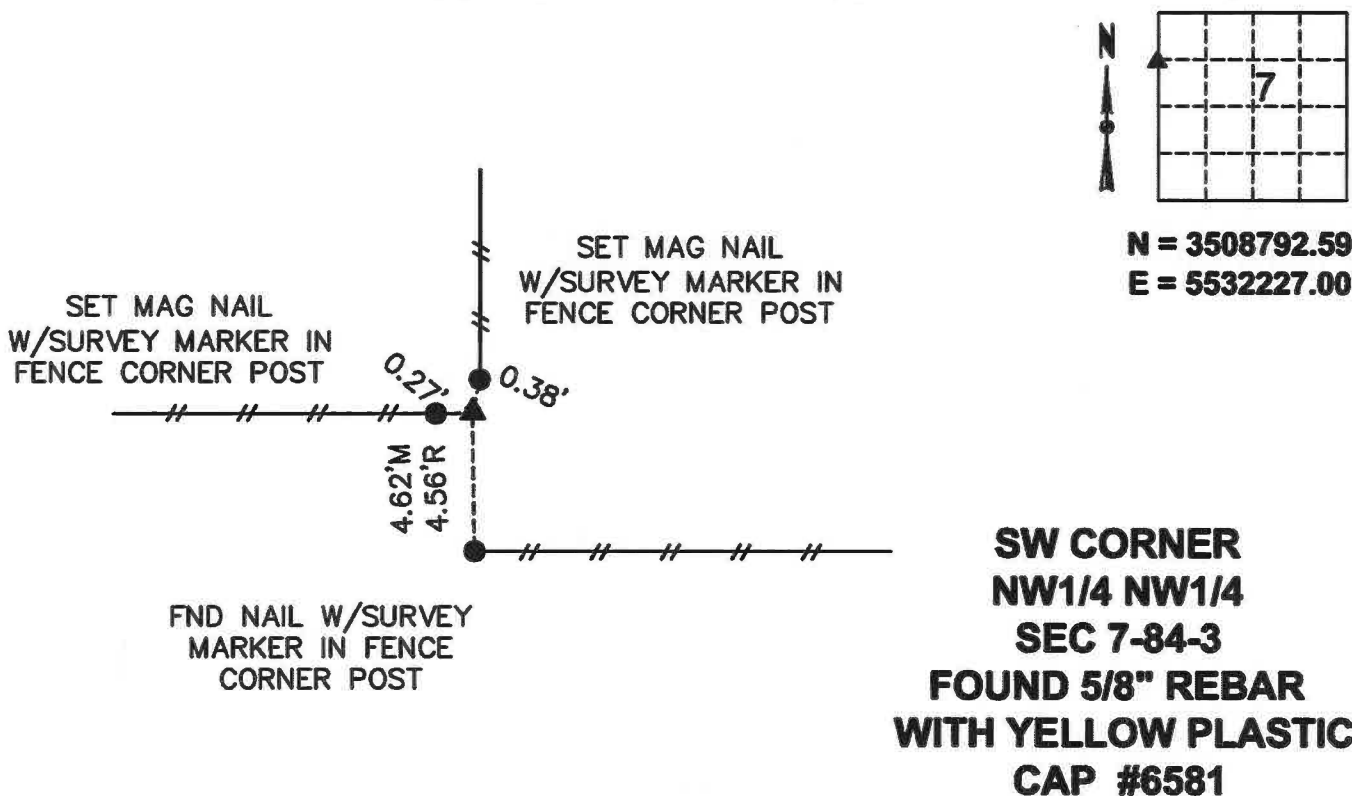 N
7
N = 3508792.59
E = 5532227.00
SET MAG NAIL
W/SURVEY MARKER IN
FENCE CORNER POST
SET MAG NAIL
W/SURVEY MARKER IN
FENCE CORNER POST
0.27'
0.38'
4.62'M
4.56'R
FND NAIL W/SURVEY
MARKER IN FENCE
CORNER POST
SW CORNER
NW1/4 NW1/4
SEC 7-84-3
FOUND 5/8" REBAR
WITH YELLOW PLASTIC
CAP #6581